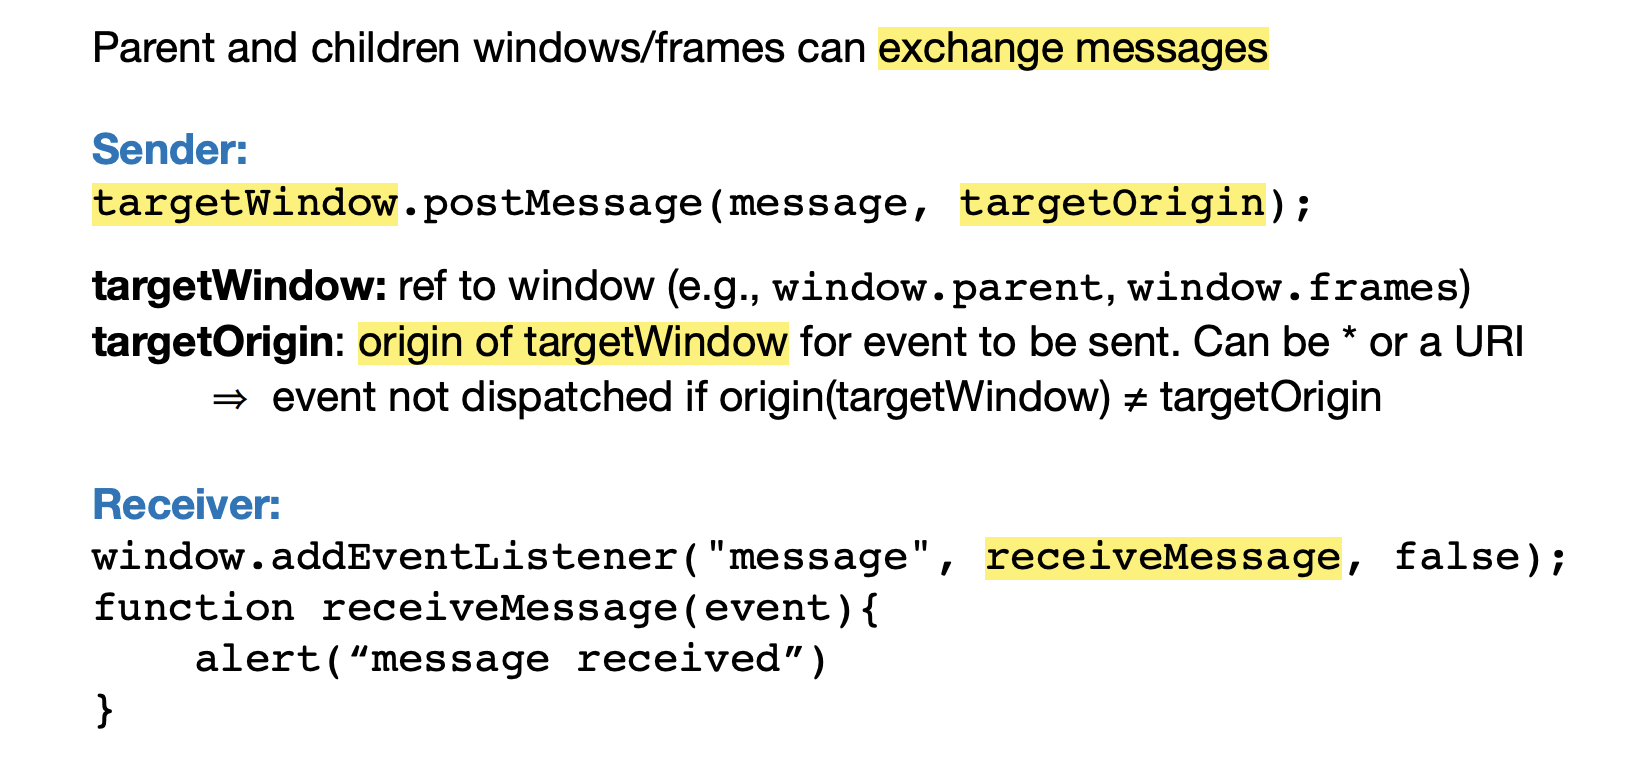 Parent and children windows/frames can exchange messages
Sender:
targetWindow.postMessage(message, targetOrigin);
targetWindow: ref to window (e.g., window.parent, window.frames)
targetOrigin: origin of targetWindow for event to be sent. Can be * or a URI
⇒ event not dispatched if origin(targetWindow) ≠ targetOrigin
Receiver:
window.addEventListener("message", receiveMessage, false);
function receiveMessage(event){
alert(“message received”)
}